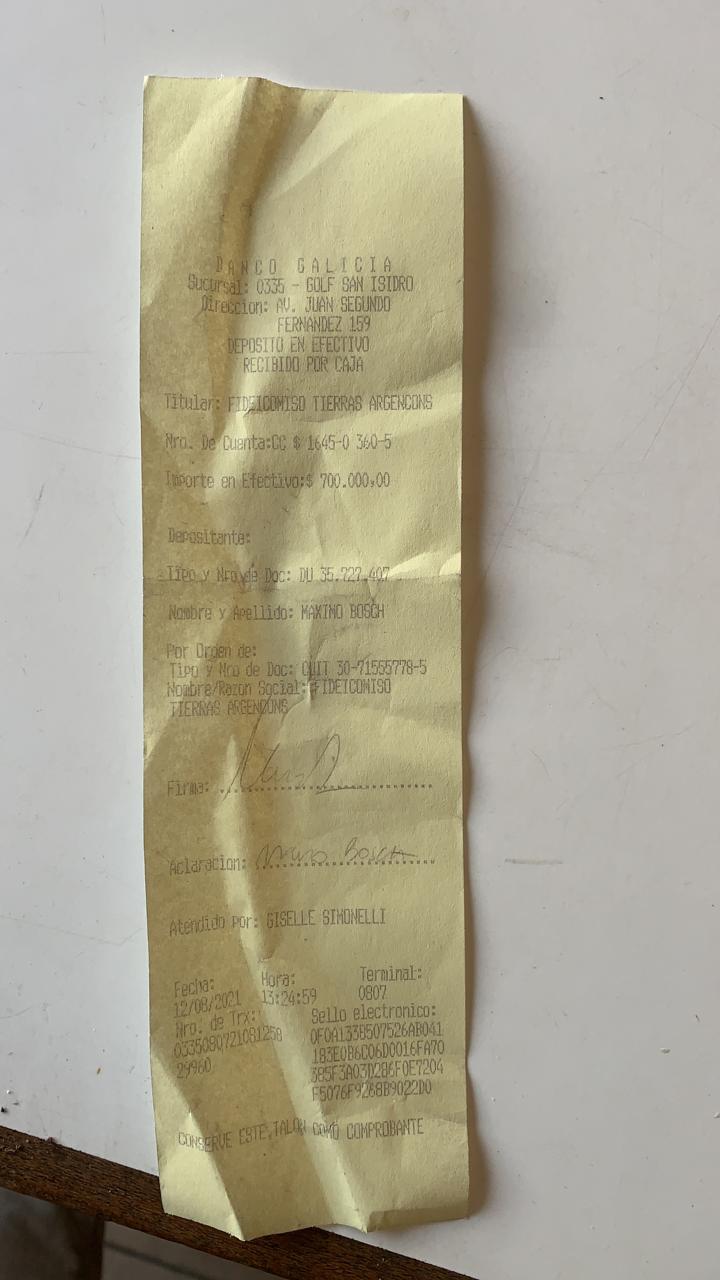 BANCO GALICIA
Sucursal: 0335 - GOLF SAN ISIDRO
Direccion: AV. JUAN SEGUNDO
FERNANDEZ 159
DEPOSITO EN EFECTIVO
RECIBIDO POR CAJA
Titular: FIDEICOMISO TIERRAS ARGENCONS
Nro. De Cuenta:CC $ 1645-0 360-5
Importe en Efectivo:$ 700.000,00
Depositante:
Tipo y Nro de Doc: DU 35.727.407
Nombre y Apellido: MAXIMO BOSCH
Por Orden de:
Tipo y Nro de Doc: CUIT 30-71555778-5
Nombre/Razon Social: FIDEICOMISO
TIERRAS ARGENCONS
Firma:
Aclaracion: Bosch
Atendido por: GISELLE SIMONELLI
Fecha: Hora: Terminal:
12/08/2021 13:24:59 0807
Nro. de Trx: Sello electronico:
0F0A1338507526AB041
183E0B6C06D0016FA70
29960 385F3A03D286F0E7204
F5076F9268B9022D0
CONSERVE ESTE TALON COMO COMPROBANTE